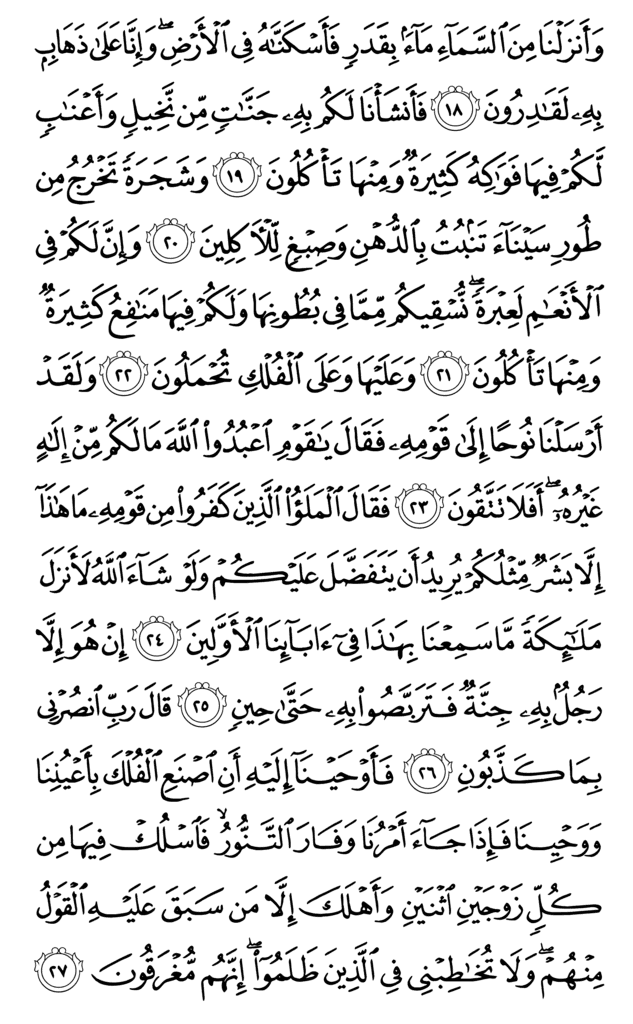 وَأَنزَلْنَا مِنَ ٱلسَّمَآءِ مَآءًۢ بِقَدَرٍ فَأَسْكَنَّٰهُ فِى ٱلْأَرْضِ ۖ وَإِنَّا عَلَىٰ ذَهَابٍۭ
بِهِۦ لَقَٰدِرُونَ ١٨ فَأَنشَأْنَا لَكُم بِهِۦ جَنَّٰتٍ مِّن نَّخِيلٍ وَأَعْنَٰبٍ
لَّكُمْ فِيهَا فَوَٰكِهُ كَثِيرَةٌ وَمِنْهَا تَأْكُلُونَ ١٩ وَشَجَرَةً تَخْرُجُ مِن
طُورِ سَيْنَآءَ تَنۢبُتُ بِٱلدُّهْنِ وَصِبْغٍ لِّلْـَٔاكِلِينَ ٢٠ وَإِنَّ لَكُمْ فِى
ٱلْأَنْعَٰمِ لَعِبْرَةً ۖ نُّسْقِيكُم مِّمَّا فِى بُطُونِهَا وَلَكُمْ فِيهَا مَنَٰفِعُ كَثِيرَةٌ
وَمِنْهَا تَأْكُلُونَ ٢١ وَعَلَيْهَا وَعَلَى ٱلْفُلْكِ تُحْمَلُونَ ٢٢ وَلَقَدْ
أَرْسَلْنَا نُوحًا إِلَىٰ قَوْمِهِۦ فَقَالَ يَٰقَوْمِ ٱعْبُدُوا۟ ٱللَّهَ مَا لَكُم مِّنْ إِلَٰهٍ
غَيْرُهُۥٓ ۖ أَفَلَا تَتَّقُونَ ٢٣ فَقَالَ ٱلْمَلَؤُا۟ ٱلَّذِينَ كَفَرُوا۟ مِن قَوْمِهِۦ مَا هَٰذَآ
إِلَّا بَشَرٌ مِّثْلُكُمْ يُرِيدُ أَن يَتَفَضَّلَ عَلَيْكُمْ وَلَوْ شَآءَ ٱللَّهُ لَأَنزَلَ
مَلَٰٓئِكَةً مَّا سَمِعْنَا بِهَٰذَا فِىٓ ءَابَآئِنَا ٱلْأَوَّلِينَ ٢٤ إِنْ هُوَ إِلَّا
رَجُلٌۢ بِهِۦ جِنَّةٌ فَتَرَبَّصُوا۟ بِهِۦ حَتَّىٰ حِينٍ ٢٥ قَالَ رَبِّ ٱنصُرْنِى
بِمَا كَذَّبُونِ ٢٦ فَأَوْحَيْنَآ إِلَيْهِ أَنِ ٱصْنَعِ ٱلْفُلْكَ بِأَعْيُنِنَا
وَوَحْيِنَا فَإِذَا جَآءَ أَمْرُنَا وَفَارَ ٱلتَّنُّورُ ۙ فَٱسْلُكْ فِيهَا مِن
كُلٍّ زَوْجَيْنِ ٱثْنَيْنِ وَأَهْلَكَ إِلَّا مَن سَبَقَ عَلَيْهِ ٱلْقَوْلُ
مِنْهُمْ ۖ وَلَا تُخَٰطِبْنِى فِى ٱلَّذِينَ ظَلَمُوٓا۟ ۖ إِنَّهُم مُّغْرَقُونَ ٢٧